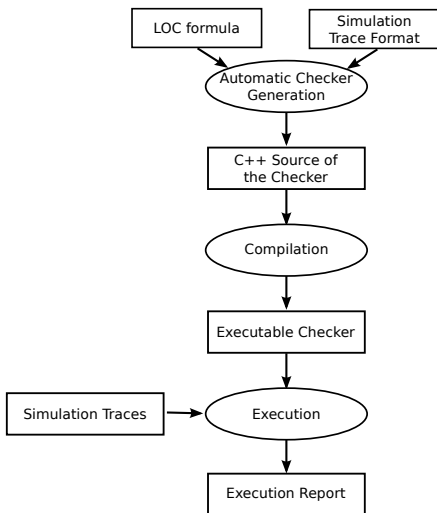 LOC formula
Simulation
Trace Format
Automatic Checker
Generation
C++ Source of
the Checker
Compilation
Executable Checker
Simulation Traces
Execution
Execution Report